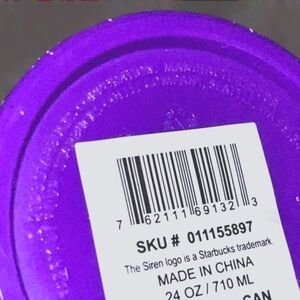 7 62111 69132 3
SKU # 011155897
The Siren logo is a Starbucks trademark.
MADE IN CHINA
24 OZ / 710 ML
CAN